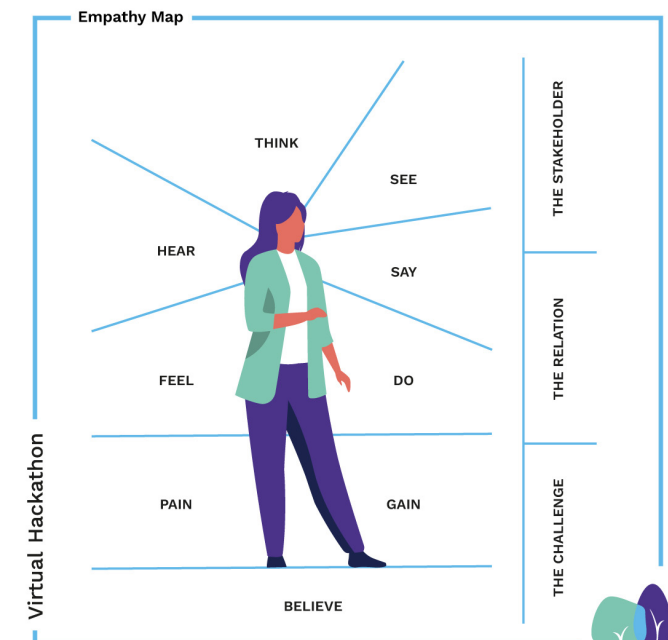 Empathy Map
THINK
SEE
HEAR
SAY
FEEL
DO
PAIN
GAIN
BELIEVE
THE STAKEHOLDER
THE RELATION
THE CHALLENGE
Virtual Hackathon